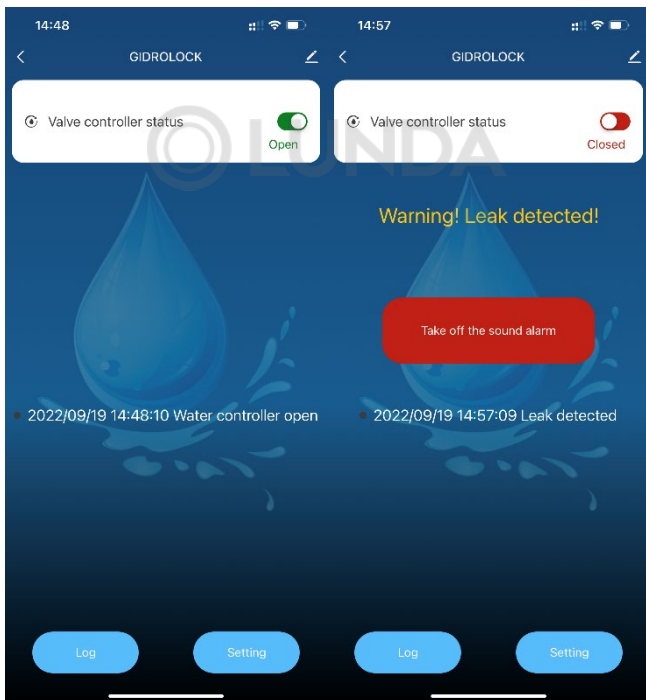 14:48
GIDROLOCK
Valve controller status
Open
2022/09/19 14:48:10 Water controller open
Log
Setting
14:57
GIDROLOCK
Valve controller status
Closed
Warning! Leak detected!
Take off the sound alarm
2022/09/19 14:57:09 Leak detected
Log
Setting
LUNDA